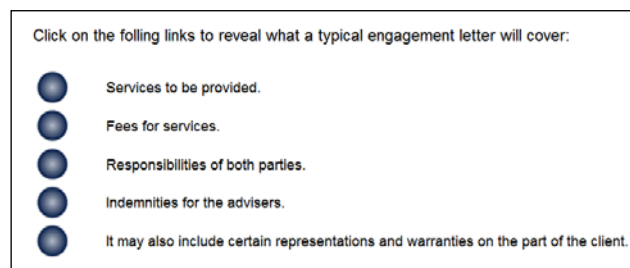 Click on the folling links to reveal what a typical engagement letter will cover:
Services to be provided.
Fees for services.
Responsibilities of both parties.
Indemnities for the advisers.
It may also include certain representations and warranties on the part of the client.